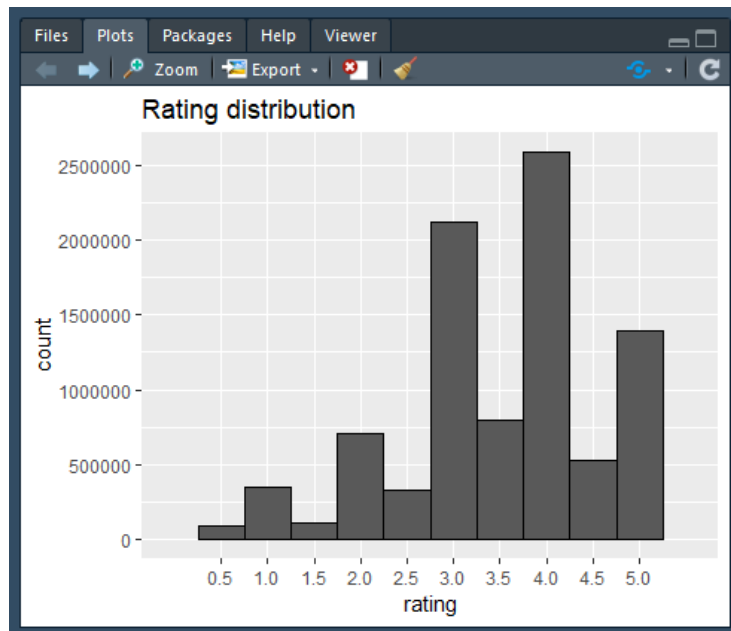 Files Plots Packages Help Viewer
Zoom Export
Rating distribution
2500000
2000000
1500000
1000000
500000
0
count
0.5 1.0 1.5 2.0 2.5 3.0 3.5 4.0 4.5 5.0
rating